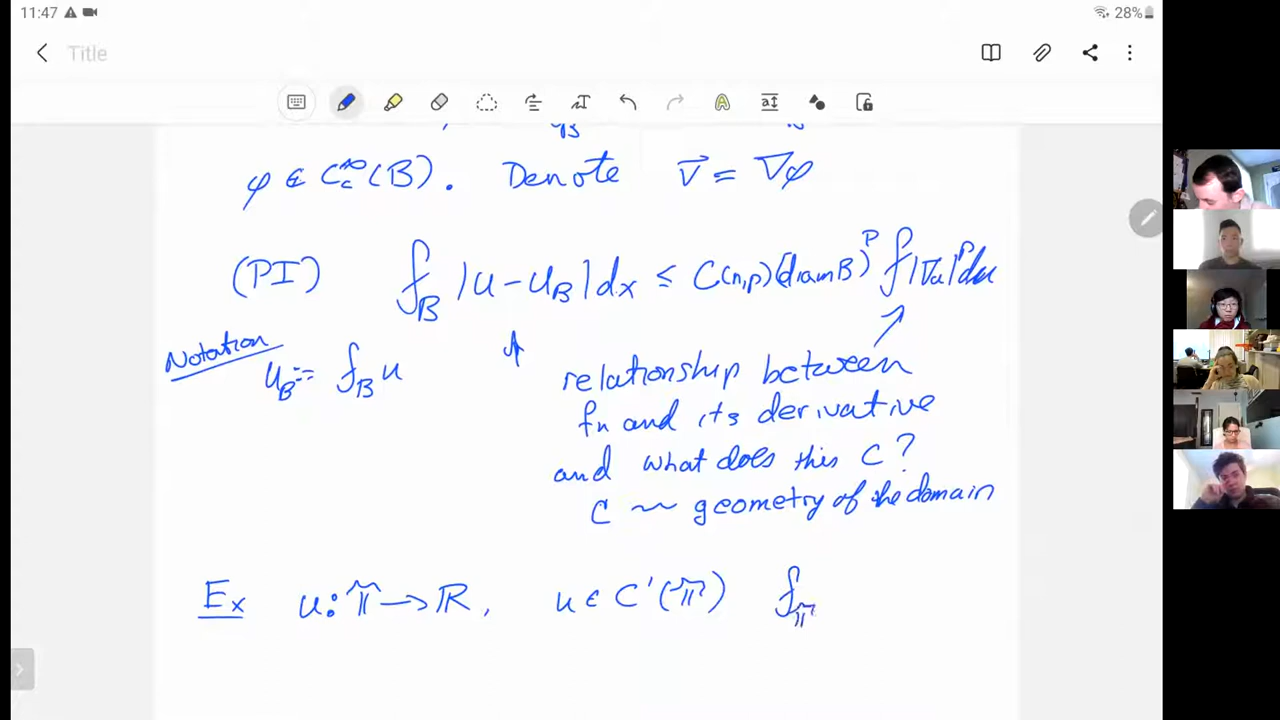 11:47
28%
Title
φ ∈ C_c^∞(B). Denote v⃗ = ∇φ
(PI) ⨍_B |u - u_B| dx ≤ C(n,p)(diam B)^p ⨍ |∇u|^p dx
Notation
u_B := ⨍_B u
relationship between
fn and its derivative
and what does this C?
C ~ geometry of the domain
Ex u: 𝕋 → ℝ, u ∈ C'(𝕋) ⨍_𝕋